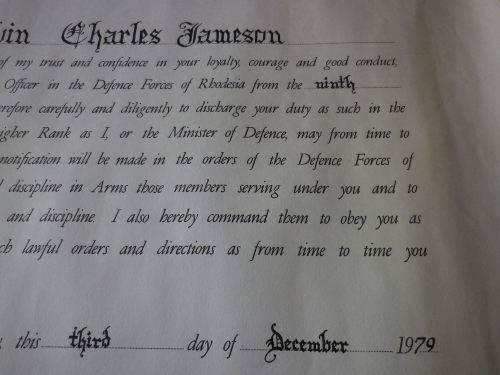 vin Charles Jameson
of my trust and confidence in your loyalty, courage and good conduct,
Officer in the Defence Forces of Rhodesia from the ninth
erefore carefully and diligently to discharge your duty as such in the
igher Rank as I, or the Minister of Defence, may from time to
notification will be made in the orders of the Defence Forces of
discipline in Arms those members serving under you and to
and discipline. I also hereby command them to obey you as
ch lawful orders and directions as from time to time you
this third day of December 1979